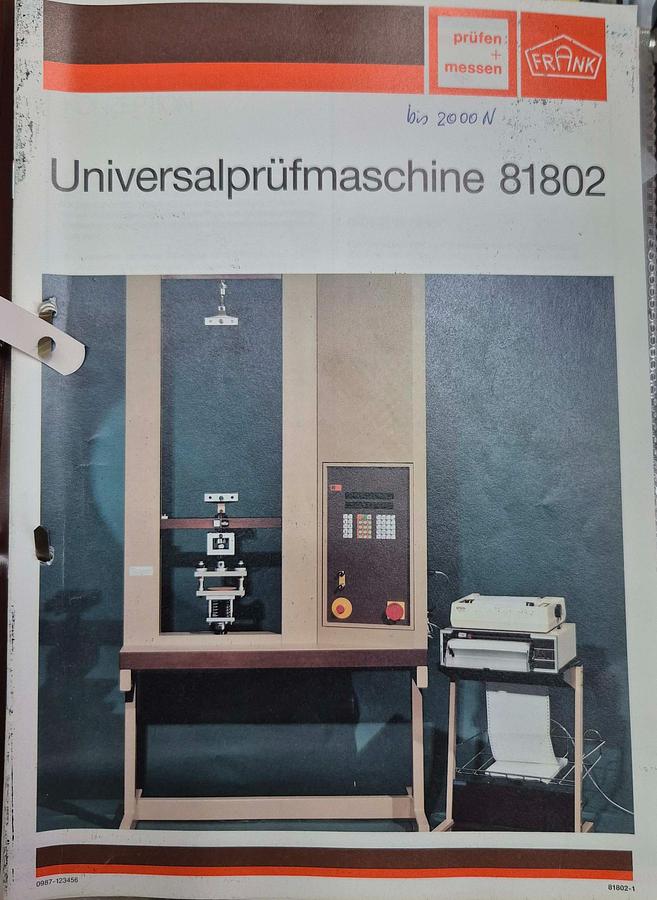 prüfen
+
messen
FRANK
bis 2000 N
Universalprüfmaschine 81802
0987-123456
81802-1